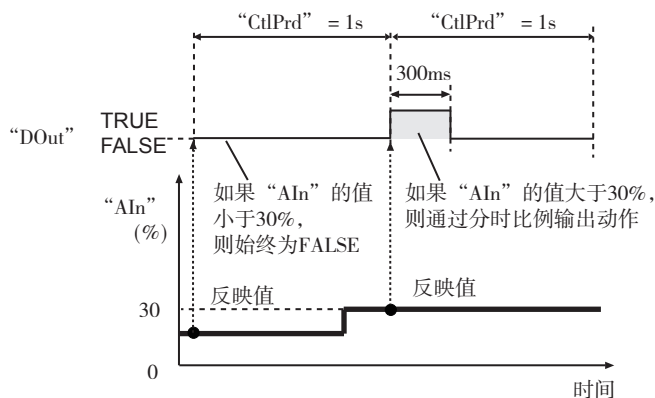 “CtlPrd” = 1s
“CtlPrd” = 1s
300ms
TRUE
“DOut”
FALSE
“AIn”
(%)
如果“AIn”的值
小于30%，
则始终为FALSE
如果“AIn”的值大于30%，
则通过分时比例输出动作
反映值
反映值
30
0
时间